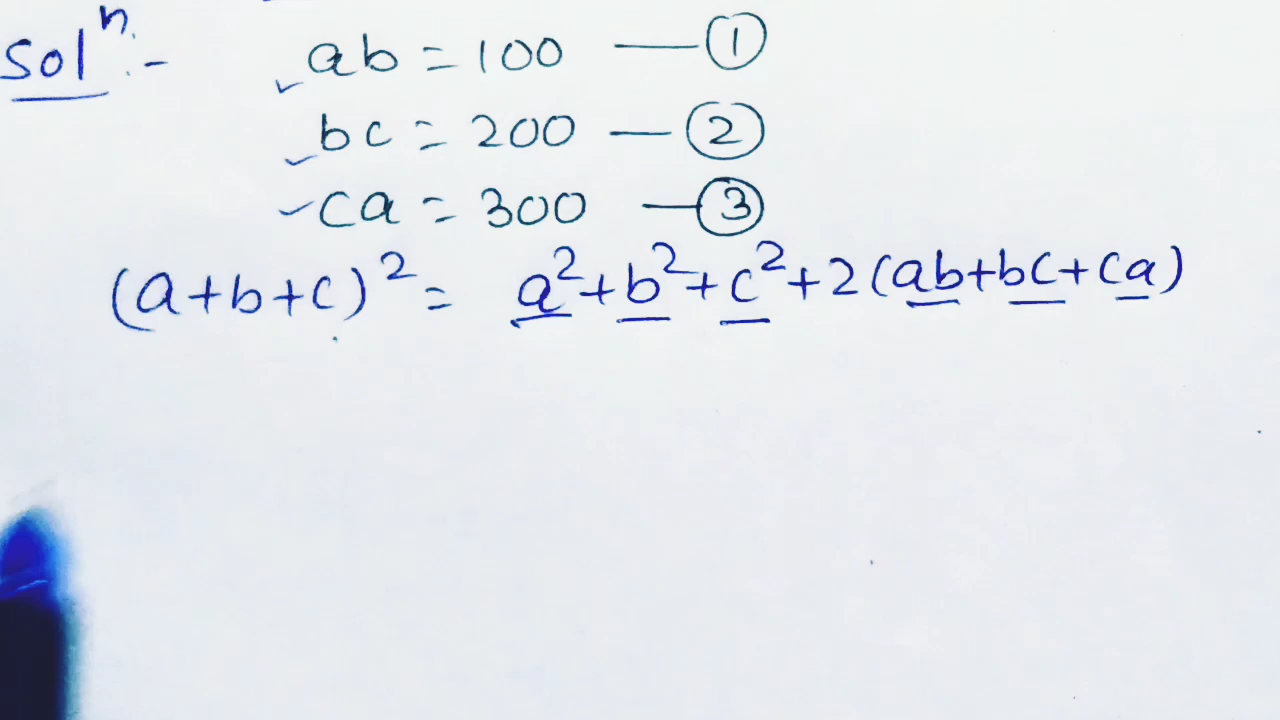 Solⁿ:- ab = 100 — ①
bc = 200 — ②
ca = 300 — ③
(a+b+c)² = a²+b²+c²+2(ab+bc+ca)